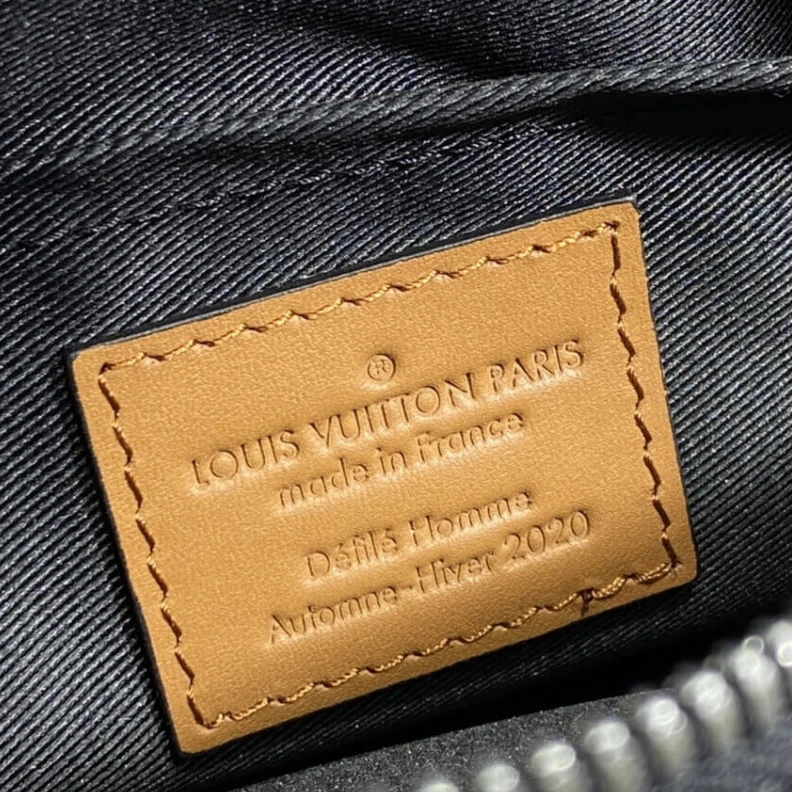 ®
LOUIS VUITTON PARIS
made in France
Défilé Homme
Automne-Hiver 2020